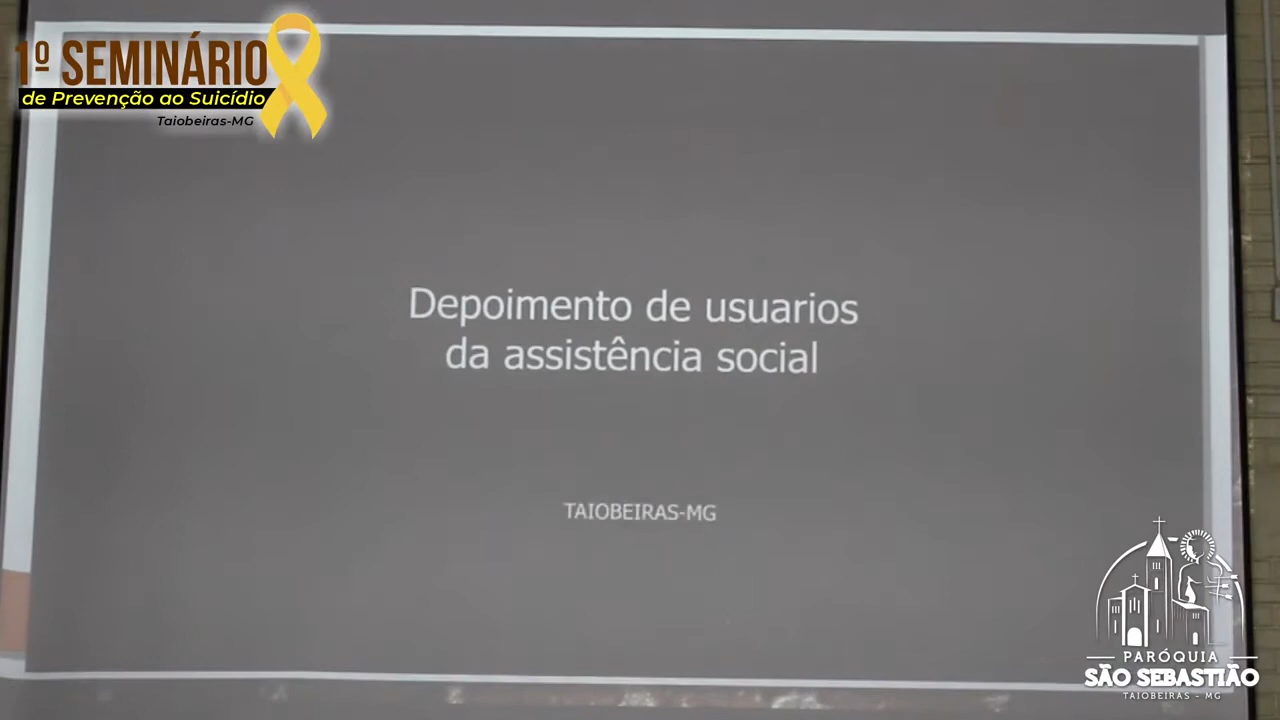 1º SEMINÁRIO
de Prevenção ao Suicídio
Taiobeiras-MG
Depoimento de usuarios
da assistência social
TAIOBEIRAS-MG
PARÓQUIA
SÃO SEBASTIÃO
TAIOBEIRAS - MG